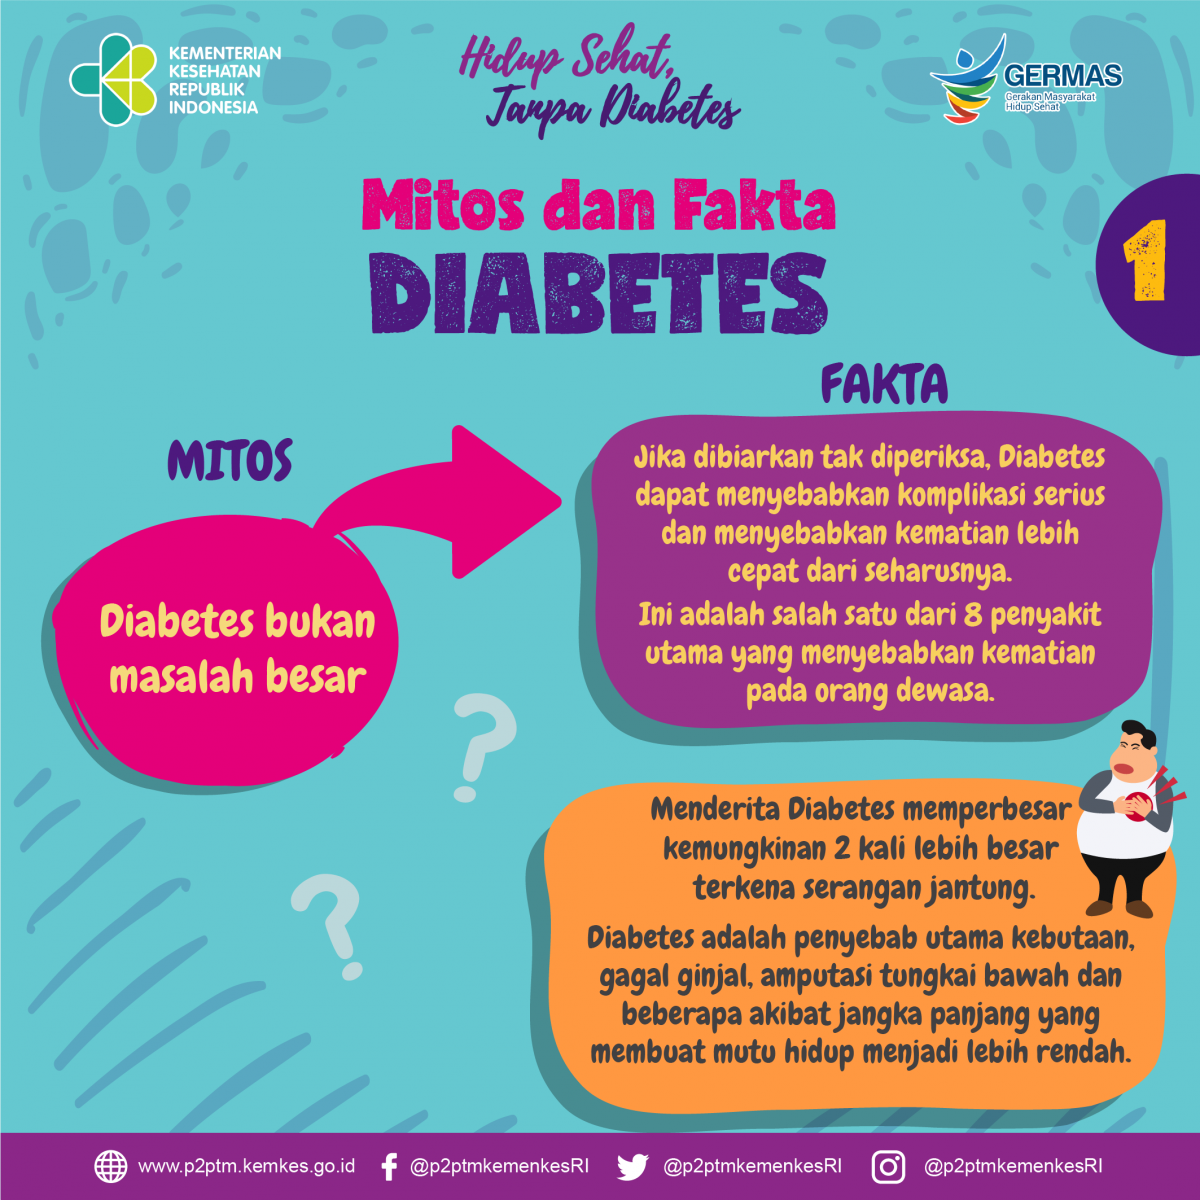 KEMENTERIAN
KESEHATAN
REPUBLIK
INDONESIA
Hidup Sehat,
Tanpa Diabetes
GERMAS
Gerakan Masyarakat
Hidup Sehat
Mitos dan Fakta
DIABETES
1
MITOS
Diabetes bukan
masalah besar
FAKTA
Jika dibiarkan tak diperiksa, Diabetes
dapat menyebabkan komplikasi serius
dan menyebabkan kematian lebih
cepat dari seharusnya.
Ini adalah salah satu dari 8 penyakit
utama yang menyebabkan kematian
pada orang dewasa.
?
?
Menderita Diabetes memperbesar
kemungkinan 2 kali lebih besar
terkena serangan jantung.
Diabetes adalah penyebab utama kebutaan,
gagal ginjal, amputasi tungkai bawah dan
beberapa akibat jangka panjang yang
membuat mutu hidup menjadi lebih rendah.
www.p2ptm.kemkes.go.id
@p2ptmkemenkesRI
@p2ptmkemenkesRI
@p2ptmkemenkesRI